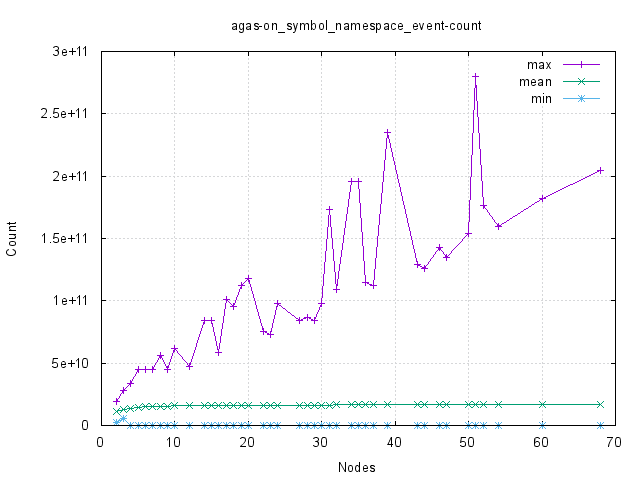 agas-on_symbol_namespace_event-count
3e+11
2.5e+11
2e+11
1.5e+11
1e+11
5e+10
0
max
mean
min
Count
0 10 20 30 40 50 60 70
Nodes